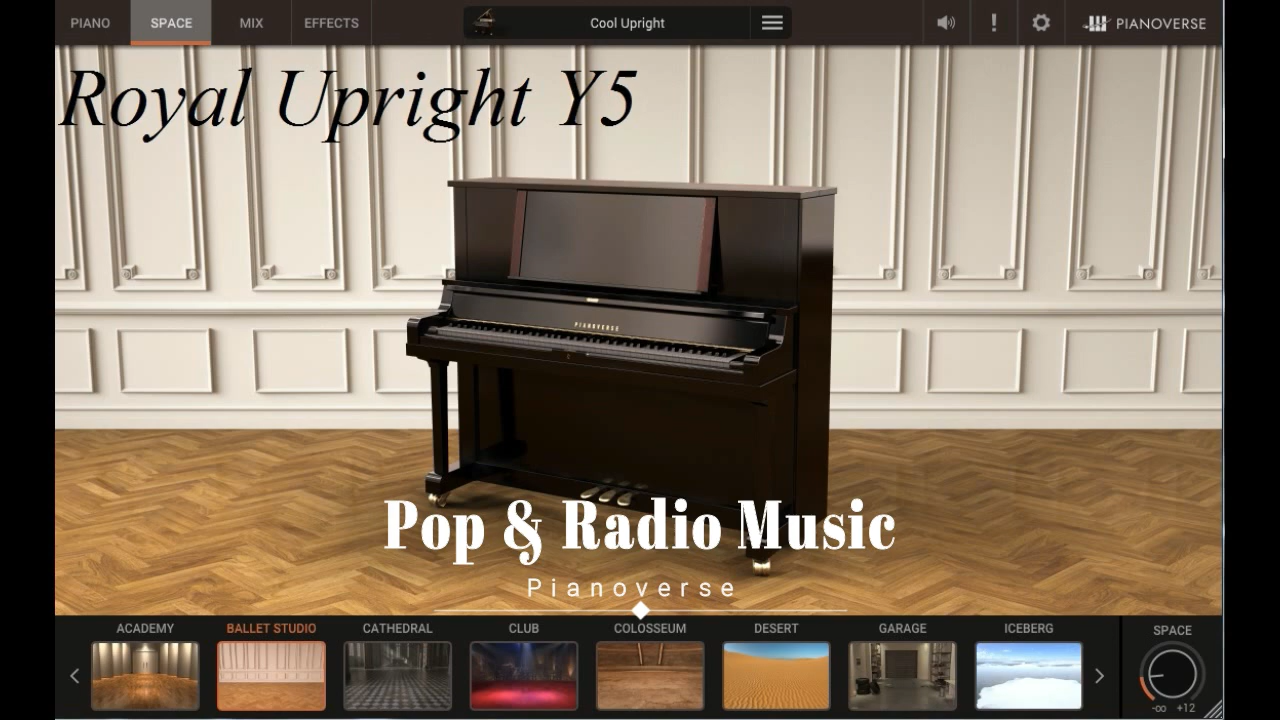 PIANO SPACE MIX EFFECTS Cool Upright ! PIANOVERSE
Royal Upright Y5
PIANOVERSE
Pop & Radio Music
Pianoverse
ACADEMY BALLET STUDIO CATHEDRAL CLUB COLOSSEUM DESERT GARAGE ICEBERG SPACE
-∞ +12